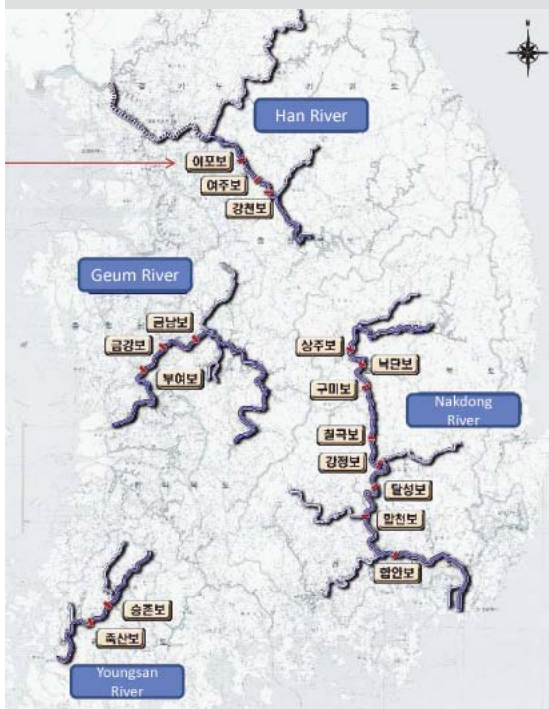 N
Han River
이포보
여주보
강천보
Geum River
금남보
금강보
부여보
상주보
낙단보
구미보
Nakdong
River
칠곡보
강정보
달성보
합천보
함안보
승촌보
죽산보
Youngsan
River